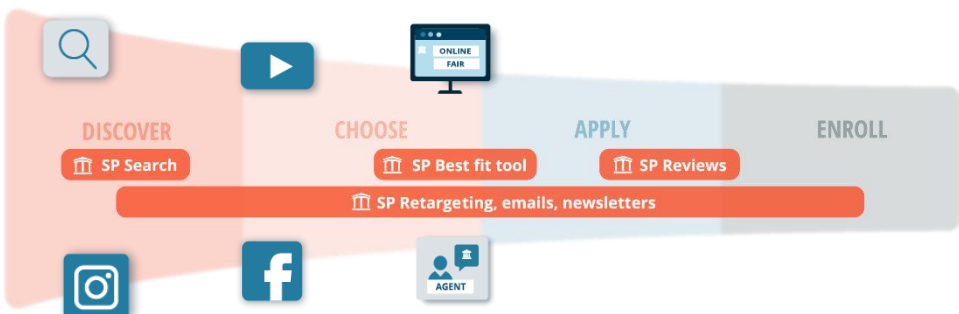 ONLINE
FAIR
DISCOVER
CHOOSE
APPLY
ENROLL
SP Search
SP Best fit tool
SP Reviews
SP Retargeting, emails, newsletters
AGENT